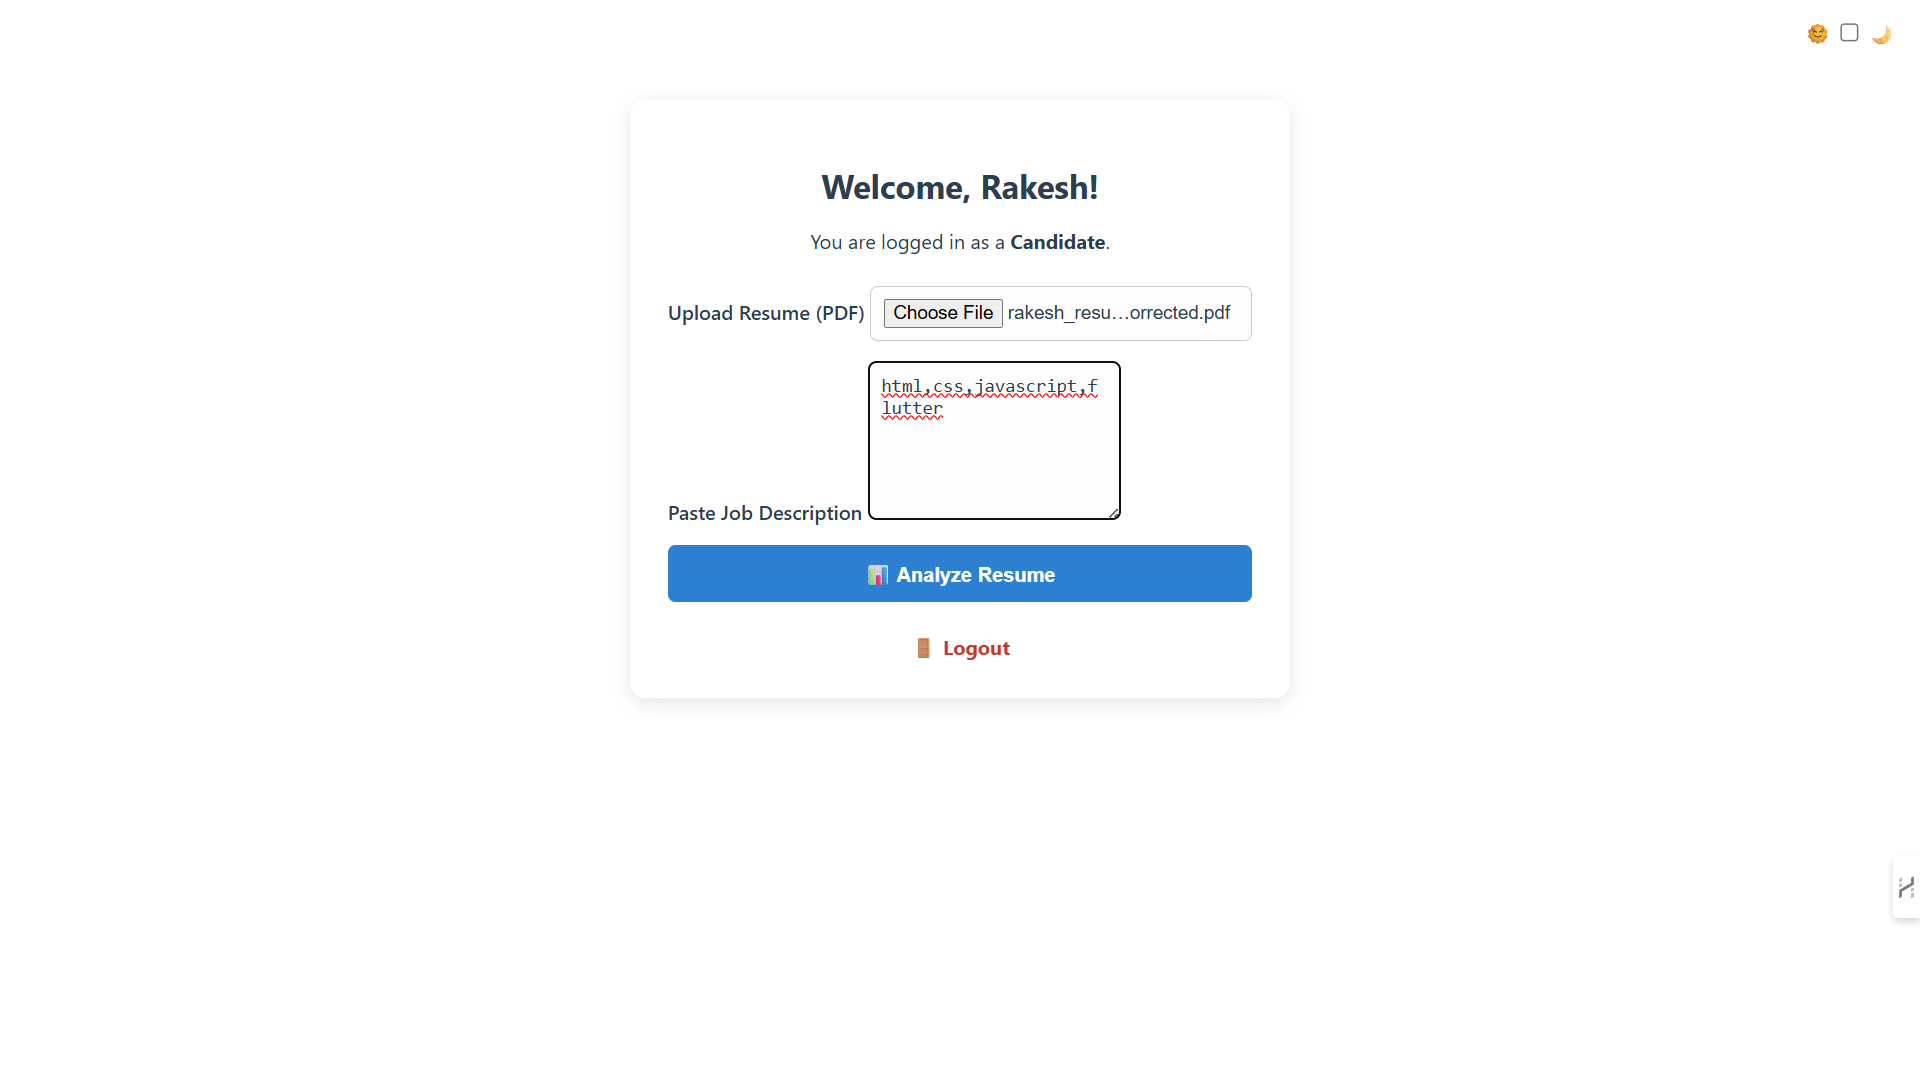 Welcome, Rakesh!
You are logged in as a Candidate.
Upload Resume (PDF) Choose File rakesh_resu...orrected.pdf
html,css,javascript,f
lutter
Paste Job Description
Analyze Resume
Logout